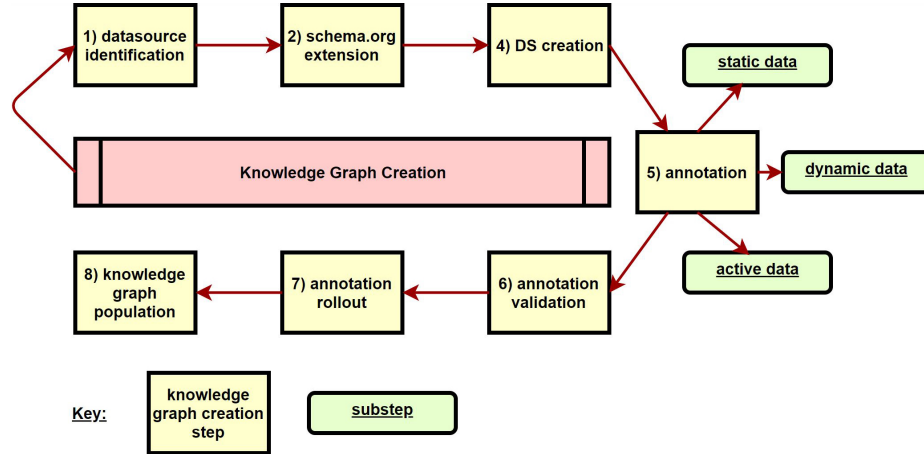 1) datasource
identification
2) schema.org
extension
4) DS creation
static data
Knowledge Graph Creation
5) annotation
dynamic data
active data
8) knowledge
graph
population
7) annotation
rollout
6) annotation
validation
Key:
knowledge
graph creation
step
substep